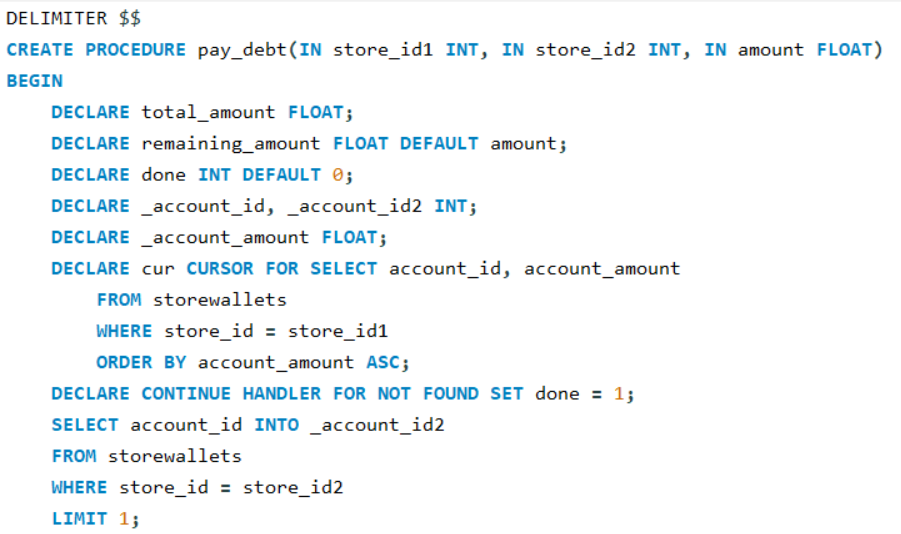 DELIMITER $$
CREATE PROCEDURE pay_debt(IN store_id1 INT, IN store_id2 INT, IN amount FLOAT)
BEGIN
DECLARE total_amount FLOAT;
DECLARE remaining_amount FLOAT DEFAULT amount;
DECLARE done INT DEFAULT 0;
DECLARE _account_id, _account_id2 INT;
DECLARE _account_amount FLOAT;
DECLARE cur CURSOR FOR SELECT account_id, account_amount
FROM storewallets
WHERE store_id = store_id1
ORDER BY account_amount ASC;
DECLARE CONTINUE HANDLER FOR NOT FOUND SET done = 1;
SELECT account_id INTO _account_id2
FROM storewallets
WHERE store_id = store_id2
LIMIT 1;